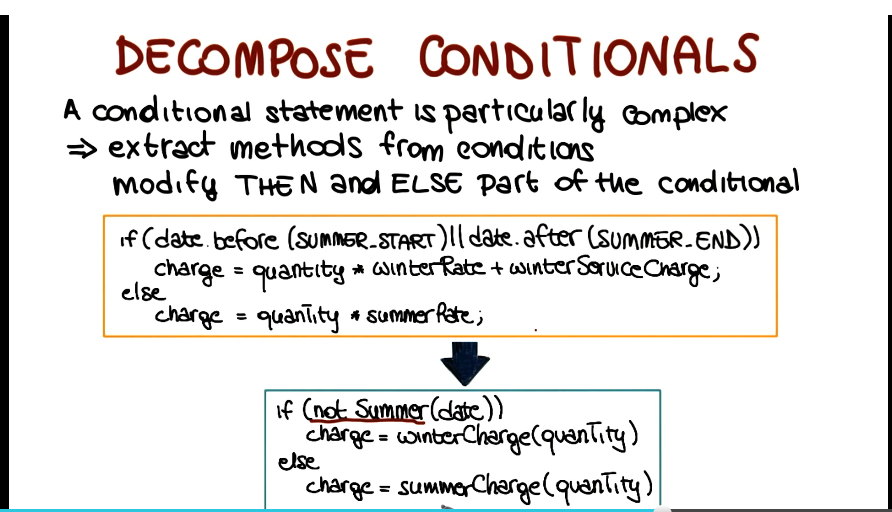 DECOMPOSE CONDITIONALS
A conditional statement is particularly complex
⇒ extract methods from conditions
modify THEN and ELSE part of the conditional
if (date.before (SUMMER_START) || date.after (SUMMER_END))
charge = quantity * winterRate + winterServiceCharge;
else
charge = quantity * summerRate;
if (not Summer(date))
charge = winterCharge(quantity)
else
charge = summerCharge(quantity)